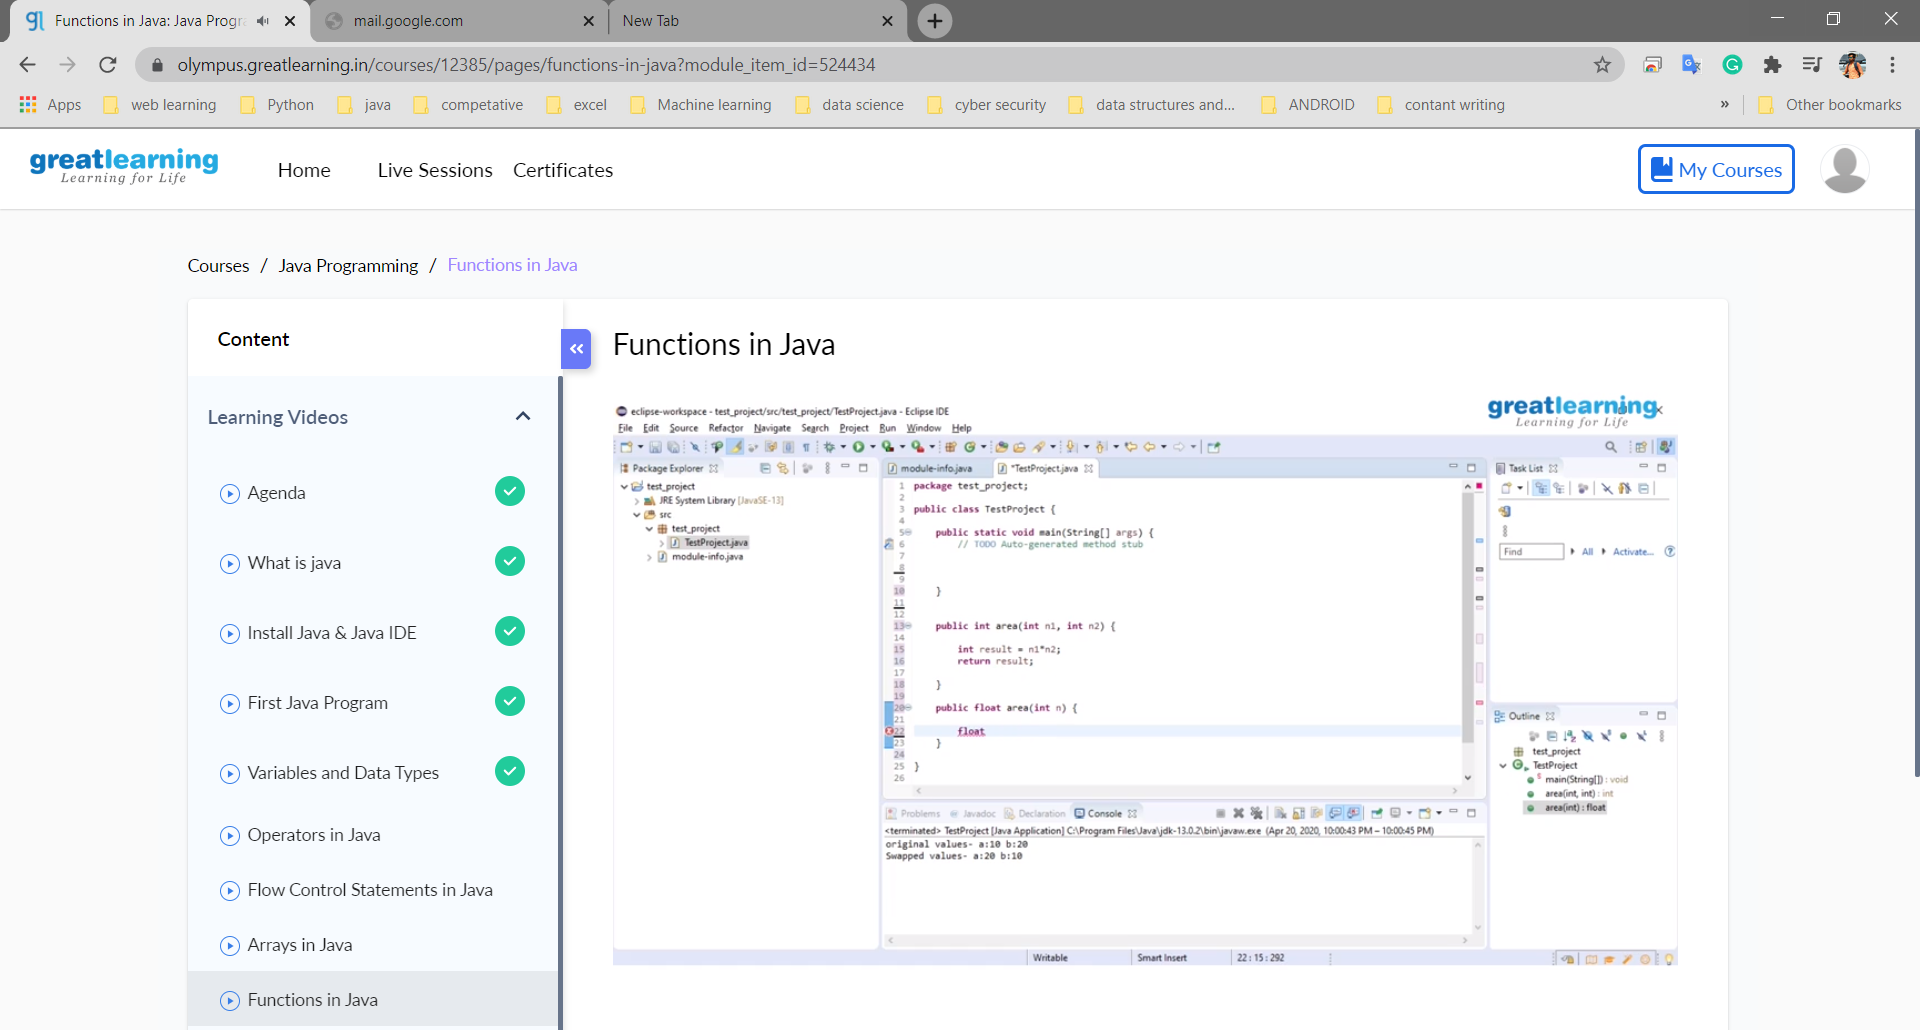 Functions in Java: Java Progra
mail.google.com
New Tab
olympus.greatlearning.in/courses/12385/pages/functions-in-java?module_item_id=524434
Apps
web learning
Python
java
competative
excel
Machine learning
data science
cyber security
data structures and...
ANDROID
contant writing
»
Other bookmarks
greatlearning
Learning for Life
Home
Live Sessions
Certificates
My Courses
Courses / Java Programming / Functions in Java
Content
Learning Videos
Agenda
What is java
Install Java & Java IDE
First Java Program
Variables and Data Types
Operators in Java
Flow Control Statements in Java
Arrays in Java
Functions in Java
Functions in Java
eclipse-workspace - test_project/src/test_project/TestProject.java - Eclipse IDE
greatlearning
Learning for Life
File Edit Source Refactor Navigate Search Project Run Window Help
Package Explorer
test_project
JRE System Library [JavaSE-13]
src
test_project
TestProject.java
module-info.java
module-info.java
*TestProject.java
1 package test_project;
2
3 public class TestProject {
4
5 public static void main(String[] args) {
6 // TODO Auto-generated method stub
7
8
9
10 }
11
12
13 public int area(int n1, int n2) {
14
15 int result = n1*n2;
16 return result;
17
18 }
19
20 public float area(int n) {
21
22 float
23 }
24
25 }
26
Task List
Find
All
Activate...
Outline
test_project
TestProject
main(String[]) : void
area(int, int) : int
area(int) : float
Problems
Javadoc
Declaration
Console
<terminated> TestProject [Java Application] C:\Program Files\Java\jdk-13.0.2\bin\javaw.exe (Apr 20, 2020, 10:00:43 PM – 10:00:45 PM)
original values- a:10 b:20
Swapped values- a:20 b:10
Writable
Smart Insert
22 : 15 : 292